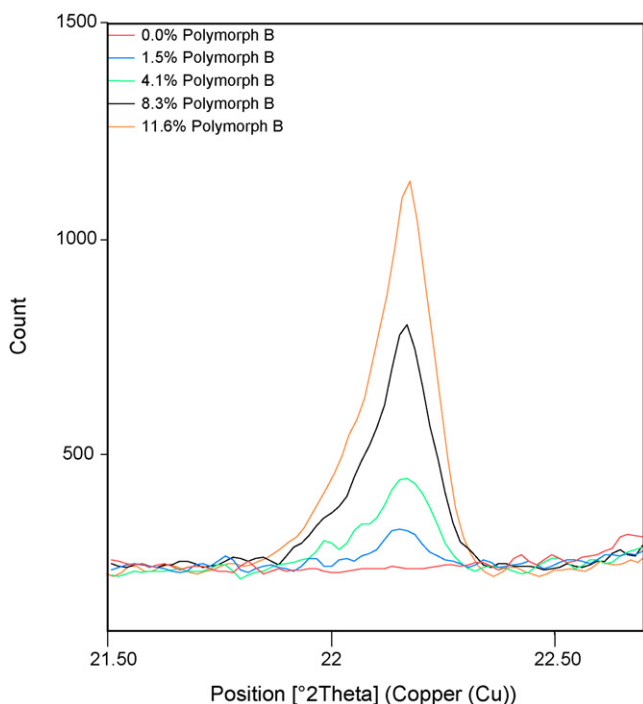 1500
0.0% Polymorph B
1.5% Polymorph B
4.1% Polymorph B
8.3% Polymorph B
11.6% Polymorph B
1000
Count
500
21.50 22 22.50
Position [°2Theta] (Copper (Cu))